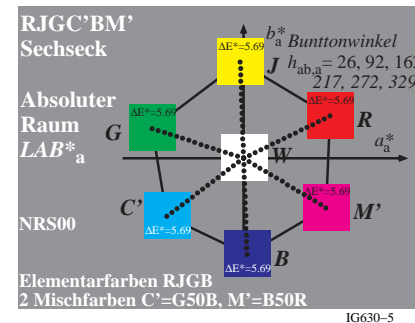 RJGC’BM’
Sechseck
b*a Bunttonwinkel
hab,a= 26, 92, 162
217, 272, 329
ΔE*=5.69
J
Absoluter
Raum
LAB*a
ΔE*=5.69
G
ΔE*=5.69
R
a*a
W
C’
ΔE*=5.69
ΔE*=5.69
M’
NRS00
ΔE*=5.69
B
Elementarfarben RJGB
2 Mischfarben C’=G50B, M’=B50R
IG630–5